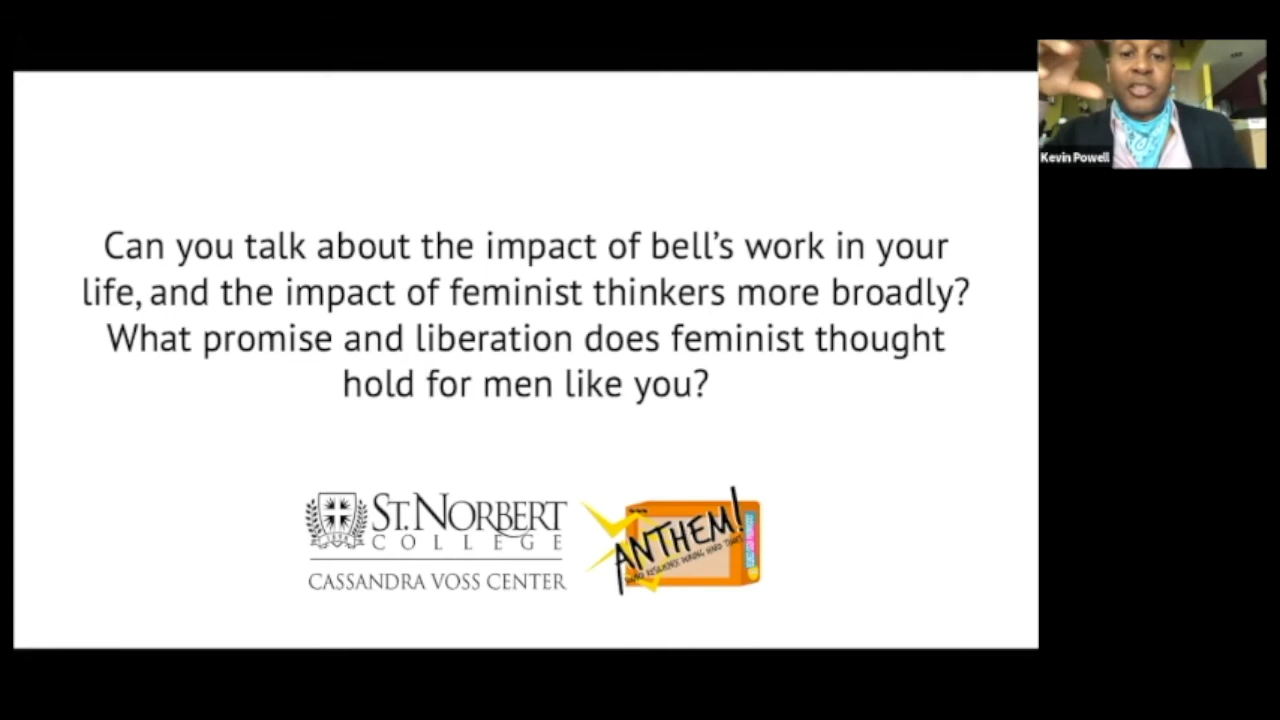 Can you talk about the impact of bell's work in your
life, and the impact of feminist thinkers more broadly?
What promise and liberation does feminist thought
hold for men like you?
ST. NORBERT
COLLEGE
CASSANDRA VOSS CENTER
ANTHEM!
Kevin Powell